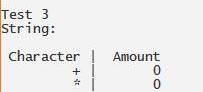 Test 3
String:
Character | Amount
+ | 0
* | 0